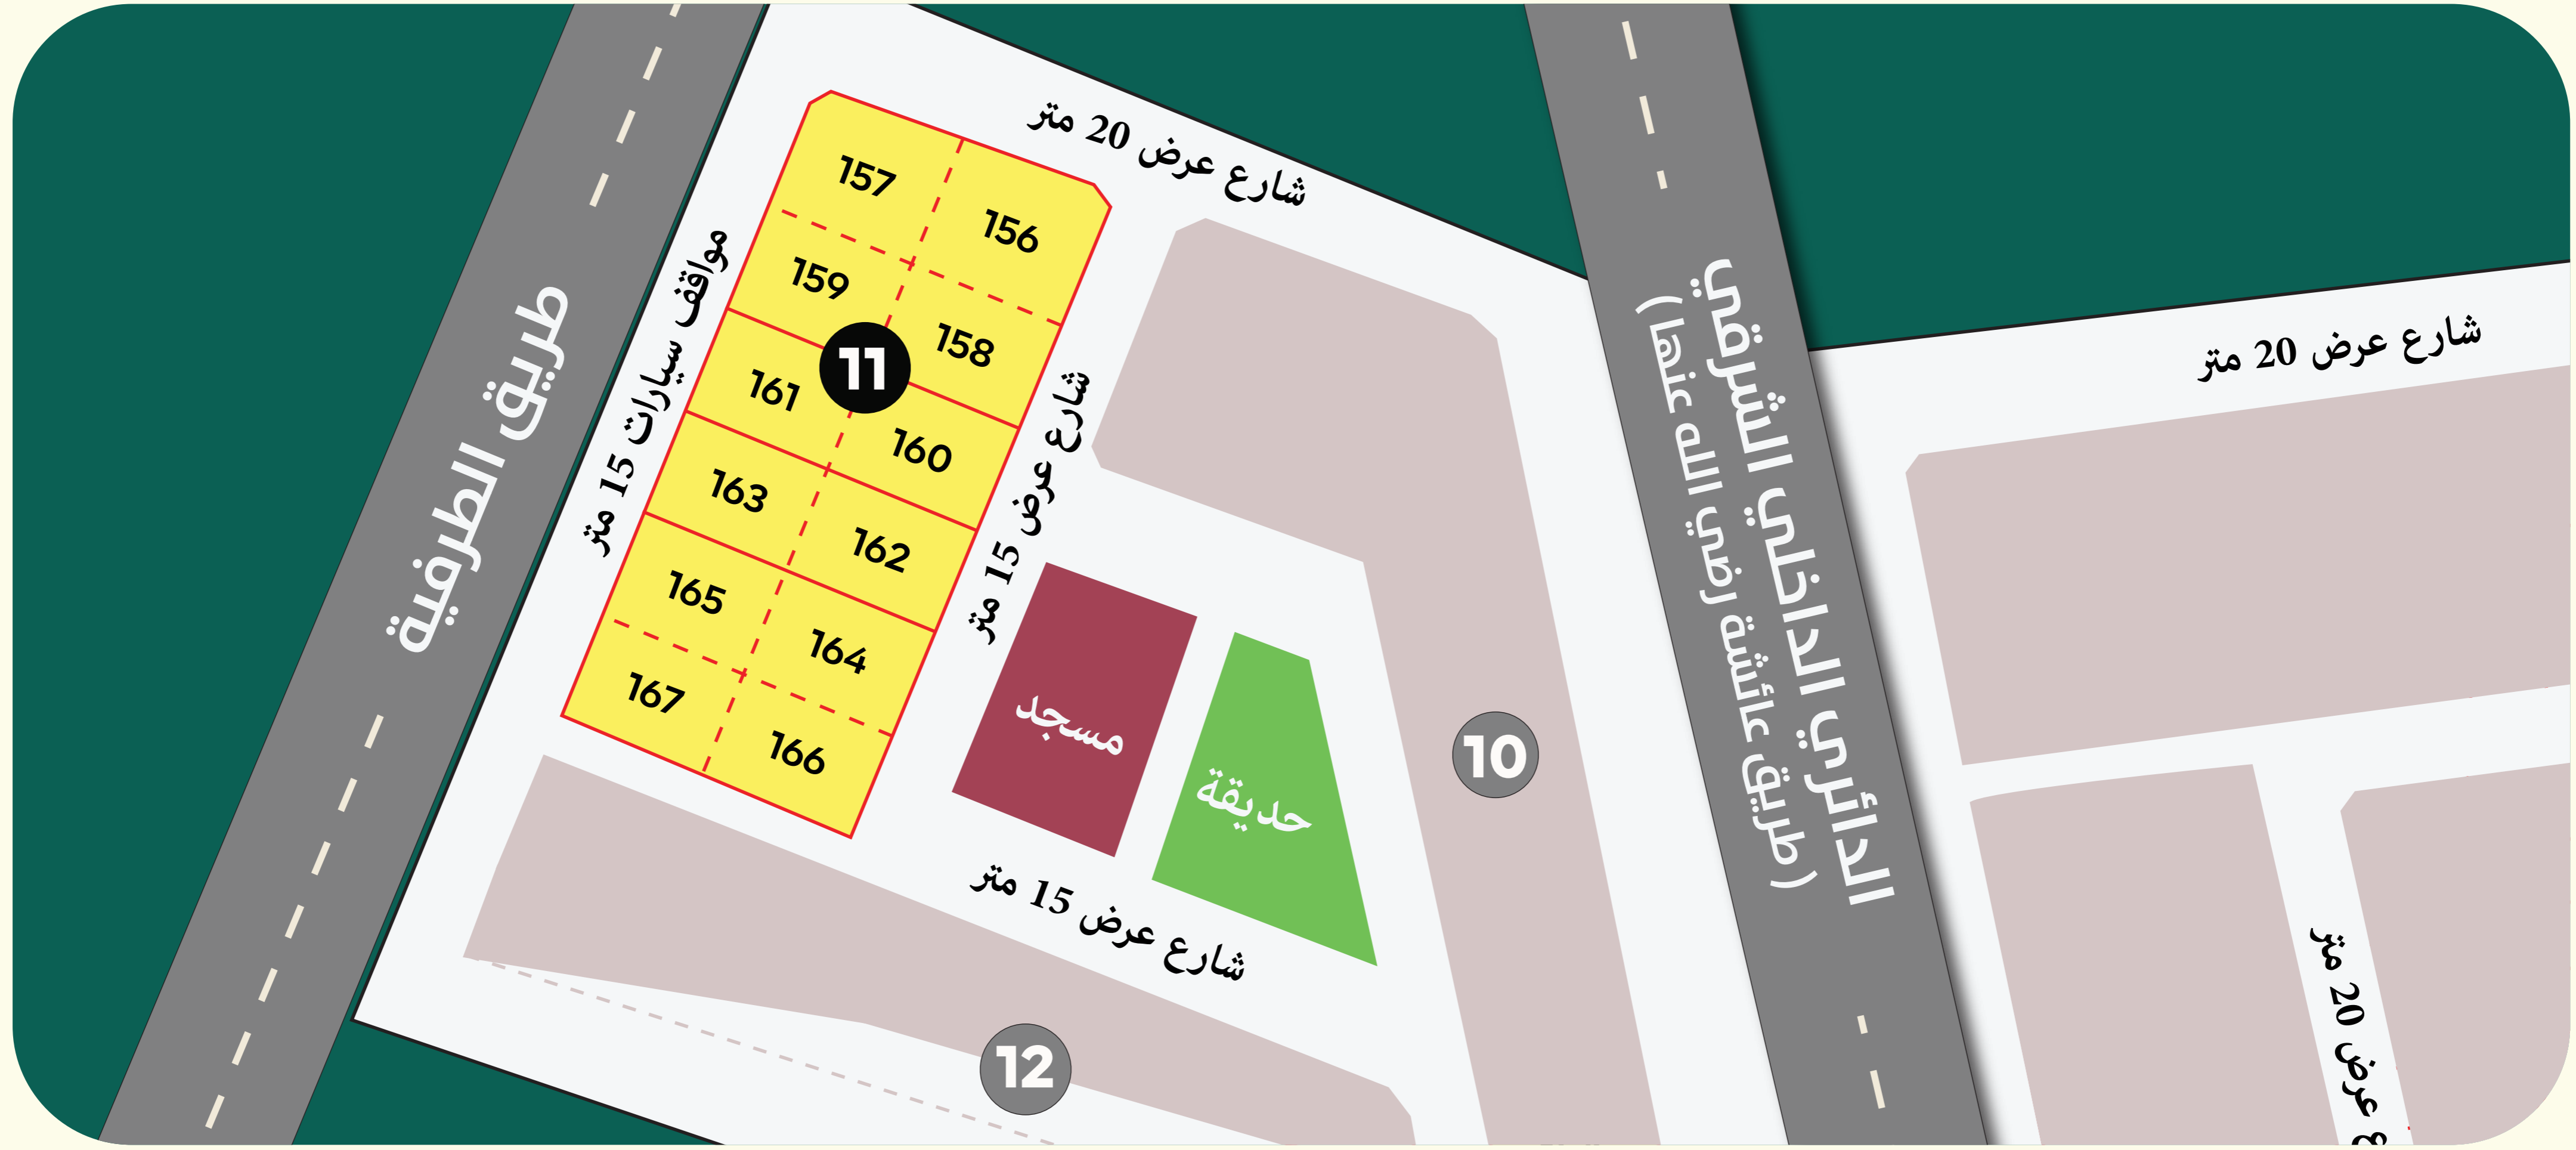 شارع عرض 20 متر
طريق الطرفية
مواقف سيارات 15 متر
157
156
159
158
11
161
160
163
162
165
164
167
166
شارع عرض 15 متر
مسجد
حديقة
شارع عرض 15 متر
10
12
الدائري الداخلي الشرقي
(طريق عائشة رضي الله عنها)
شارع عرض 20 متر
ع عرض 20 متر